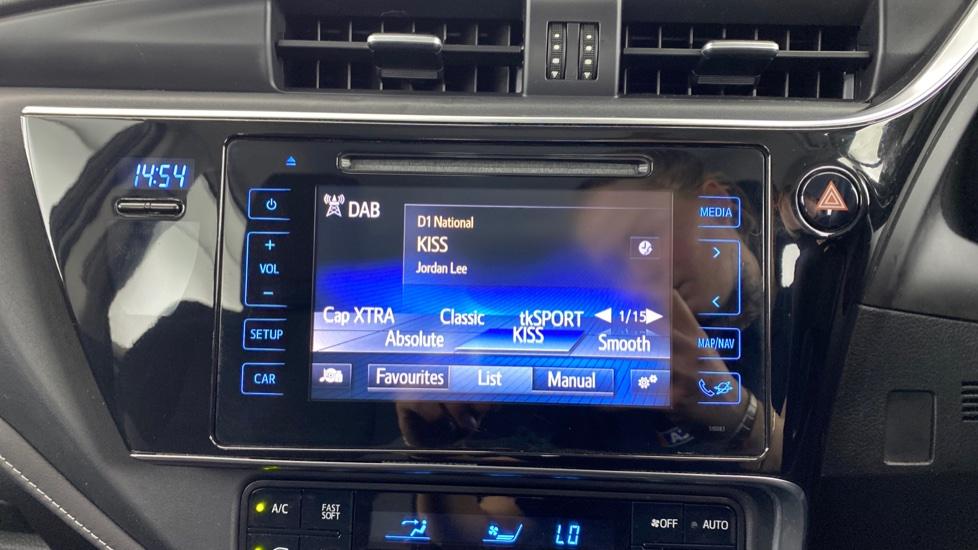 14:54
DAB
D1 National
KISS
Jordan Lee
MEDIA
+
VOL
-
SETUP
CAR
Cap XTRA Classic tkSPORT 1/15
Absolute KISS Smooth
Favourites List Manual
MAP/NAV
A/C
FAST SOFT
LO
OFF
AUTO